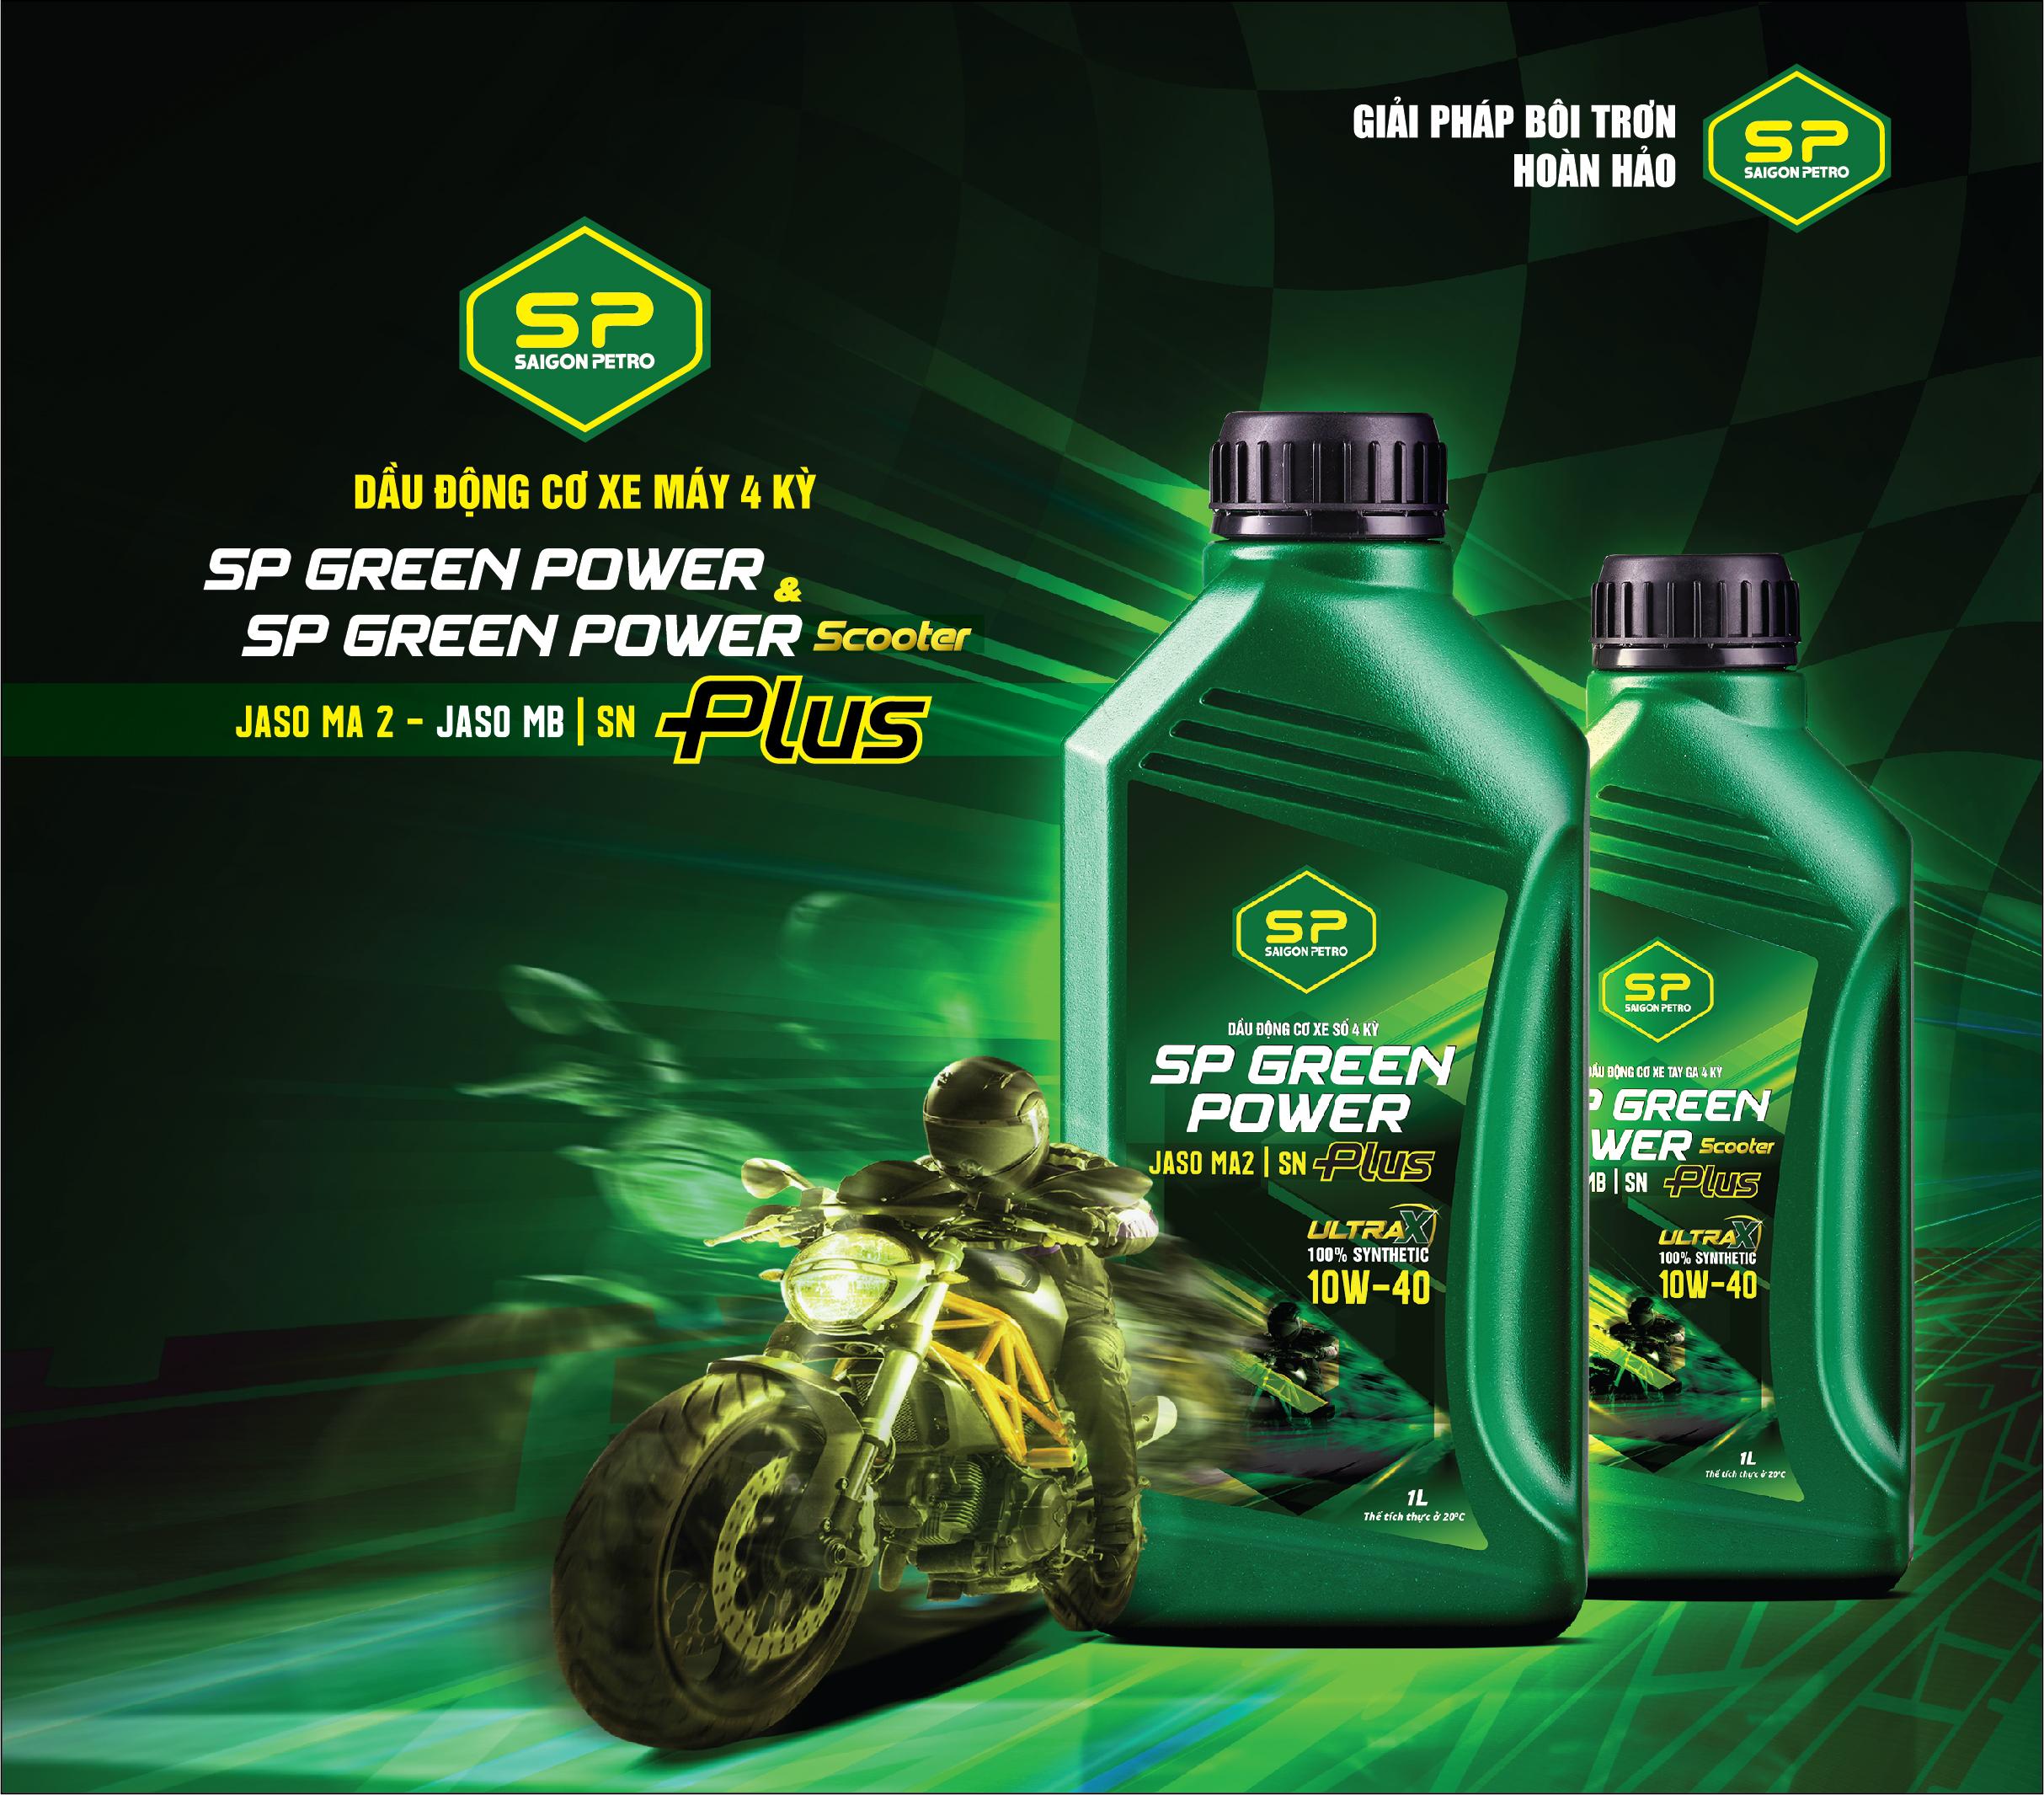 GIẢI PHÁP BÔI TRƠN
HOÀN HẢO
SP
SAIGON PETRO
SP
SAIGON PETRO
DẦU ĐỘNG CƠ XE MÁY 4 KỲ
SP GREEN POWER &
SP GREEN POWER Scooter
JASO MA 2 - JASO MB | SN Plus
SP
SAIGON PETRO
DẦU ĐỘNG CƠ XE SỐ 4 KỲ
SP GREEN
POWER
JASO MA2 | SN Plus
ULTRAX
100% SYNTHETIC
10W-40
1L
Thể tích thực ở 20°C
SP
SAIGON PETRO
DẦU ĐỘNG CƠ XE TAY GA 4 KỲ
P GREEN
WER Scooter
MB | SN Plus
ULTRAX
100% SYNTHETIC
10W-40
1L
Thể tích thực ở 20°C